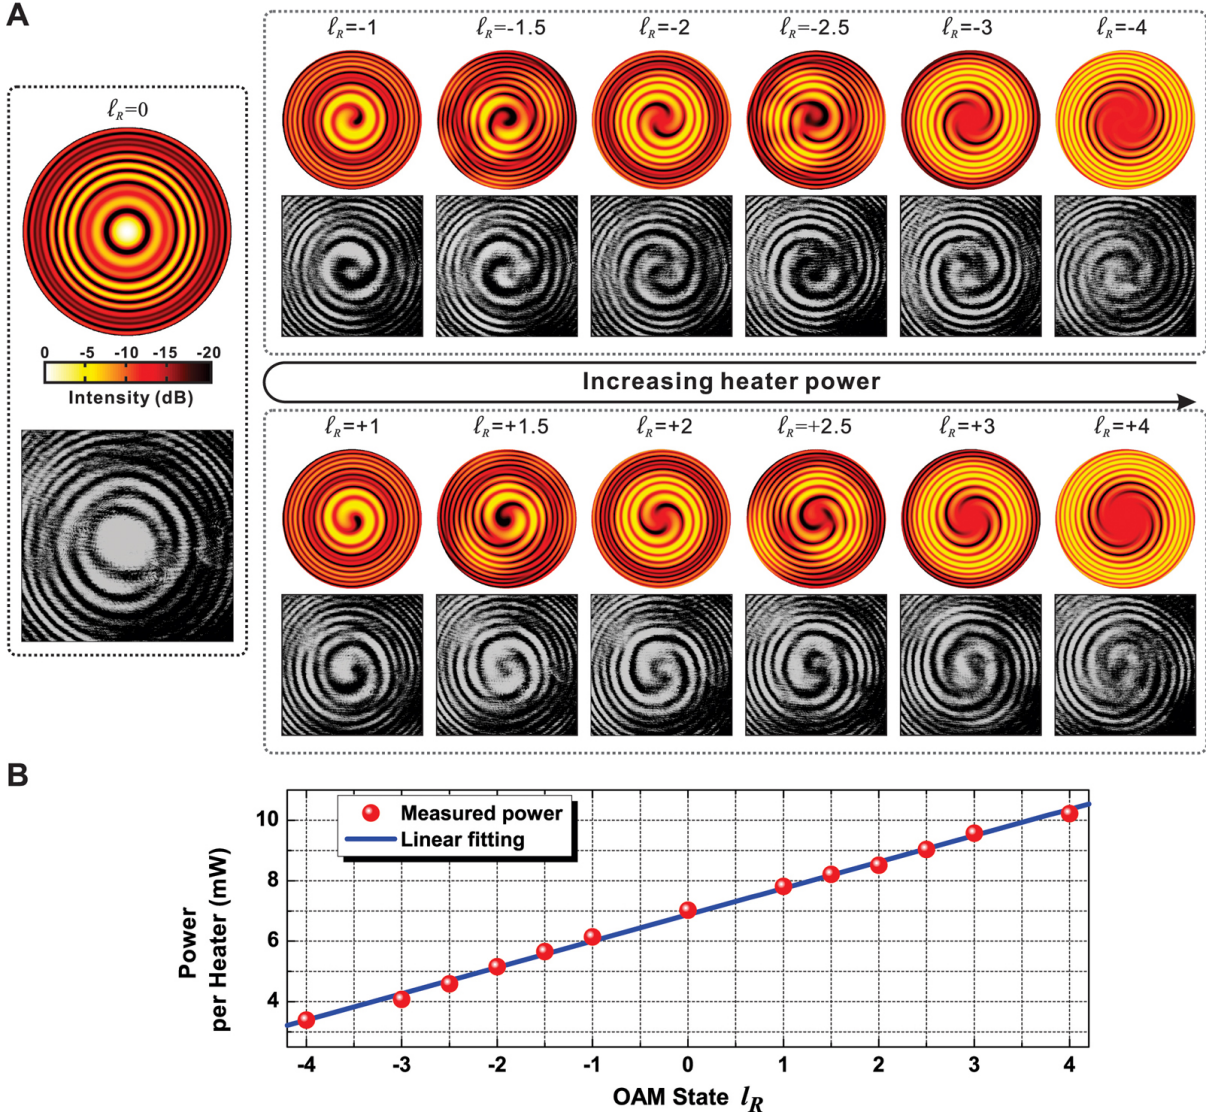 A
ℓR=0
0 -5 -10 -15 -20
Intensity (dB)
ℓR=-1 ℓR=-1.5 ℓR=-2 ℓR=-2.5 ℓR=-3 ℓR=-4
Increasing heater power
ℓR=+1 ℓR=+1.5 ℓR=+2 ℓR=+2.5 ℓR=+3 ℓR=+4
B
Measured power
Linear fitting
10
8
6
4
Power
per Heater (mW)
-4 -3 -2 -1 0 1 2 3 4
OAM State lR